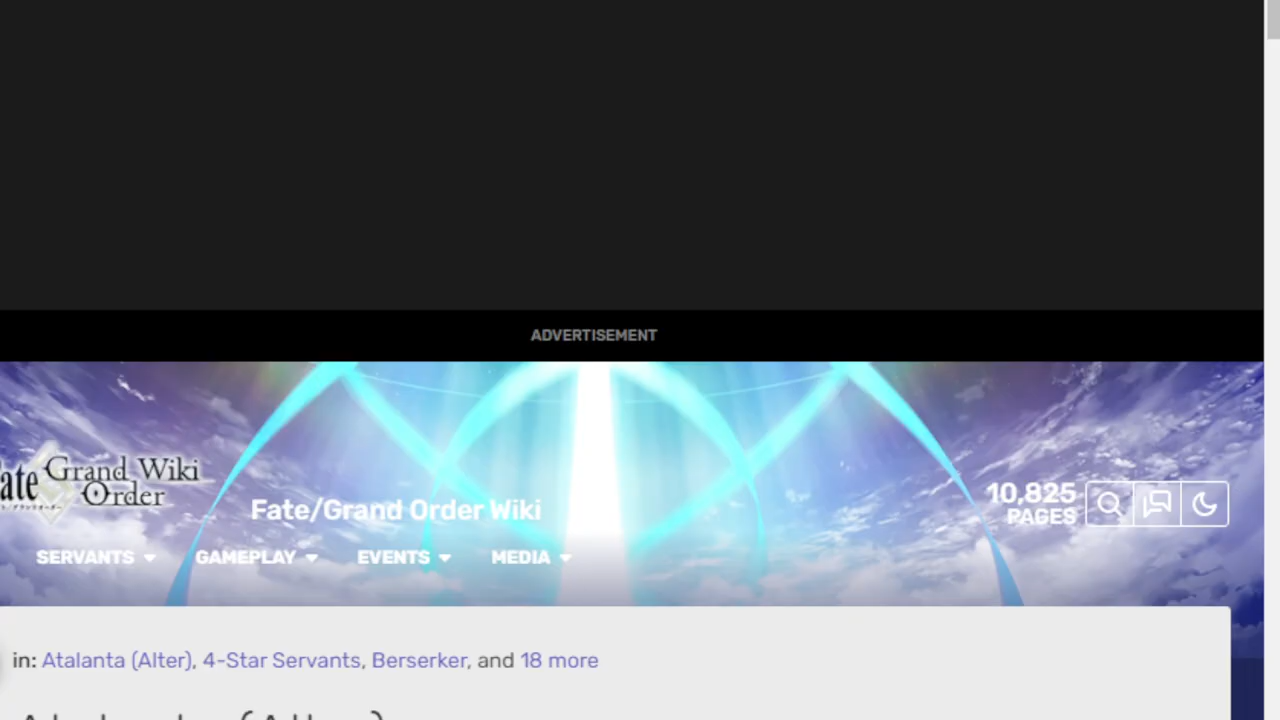 ADVERTISEMENT
Grand Wiki
Order
Fate/Grand Order Wiki
10,825
PAGES
SERVANTS
GAMEPLAY
EVENTS
MEDIA
in: Atalanta (Alter), 4-Star Servants, Berserker, and 18 more